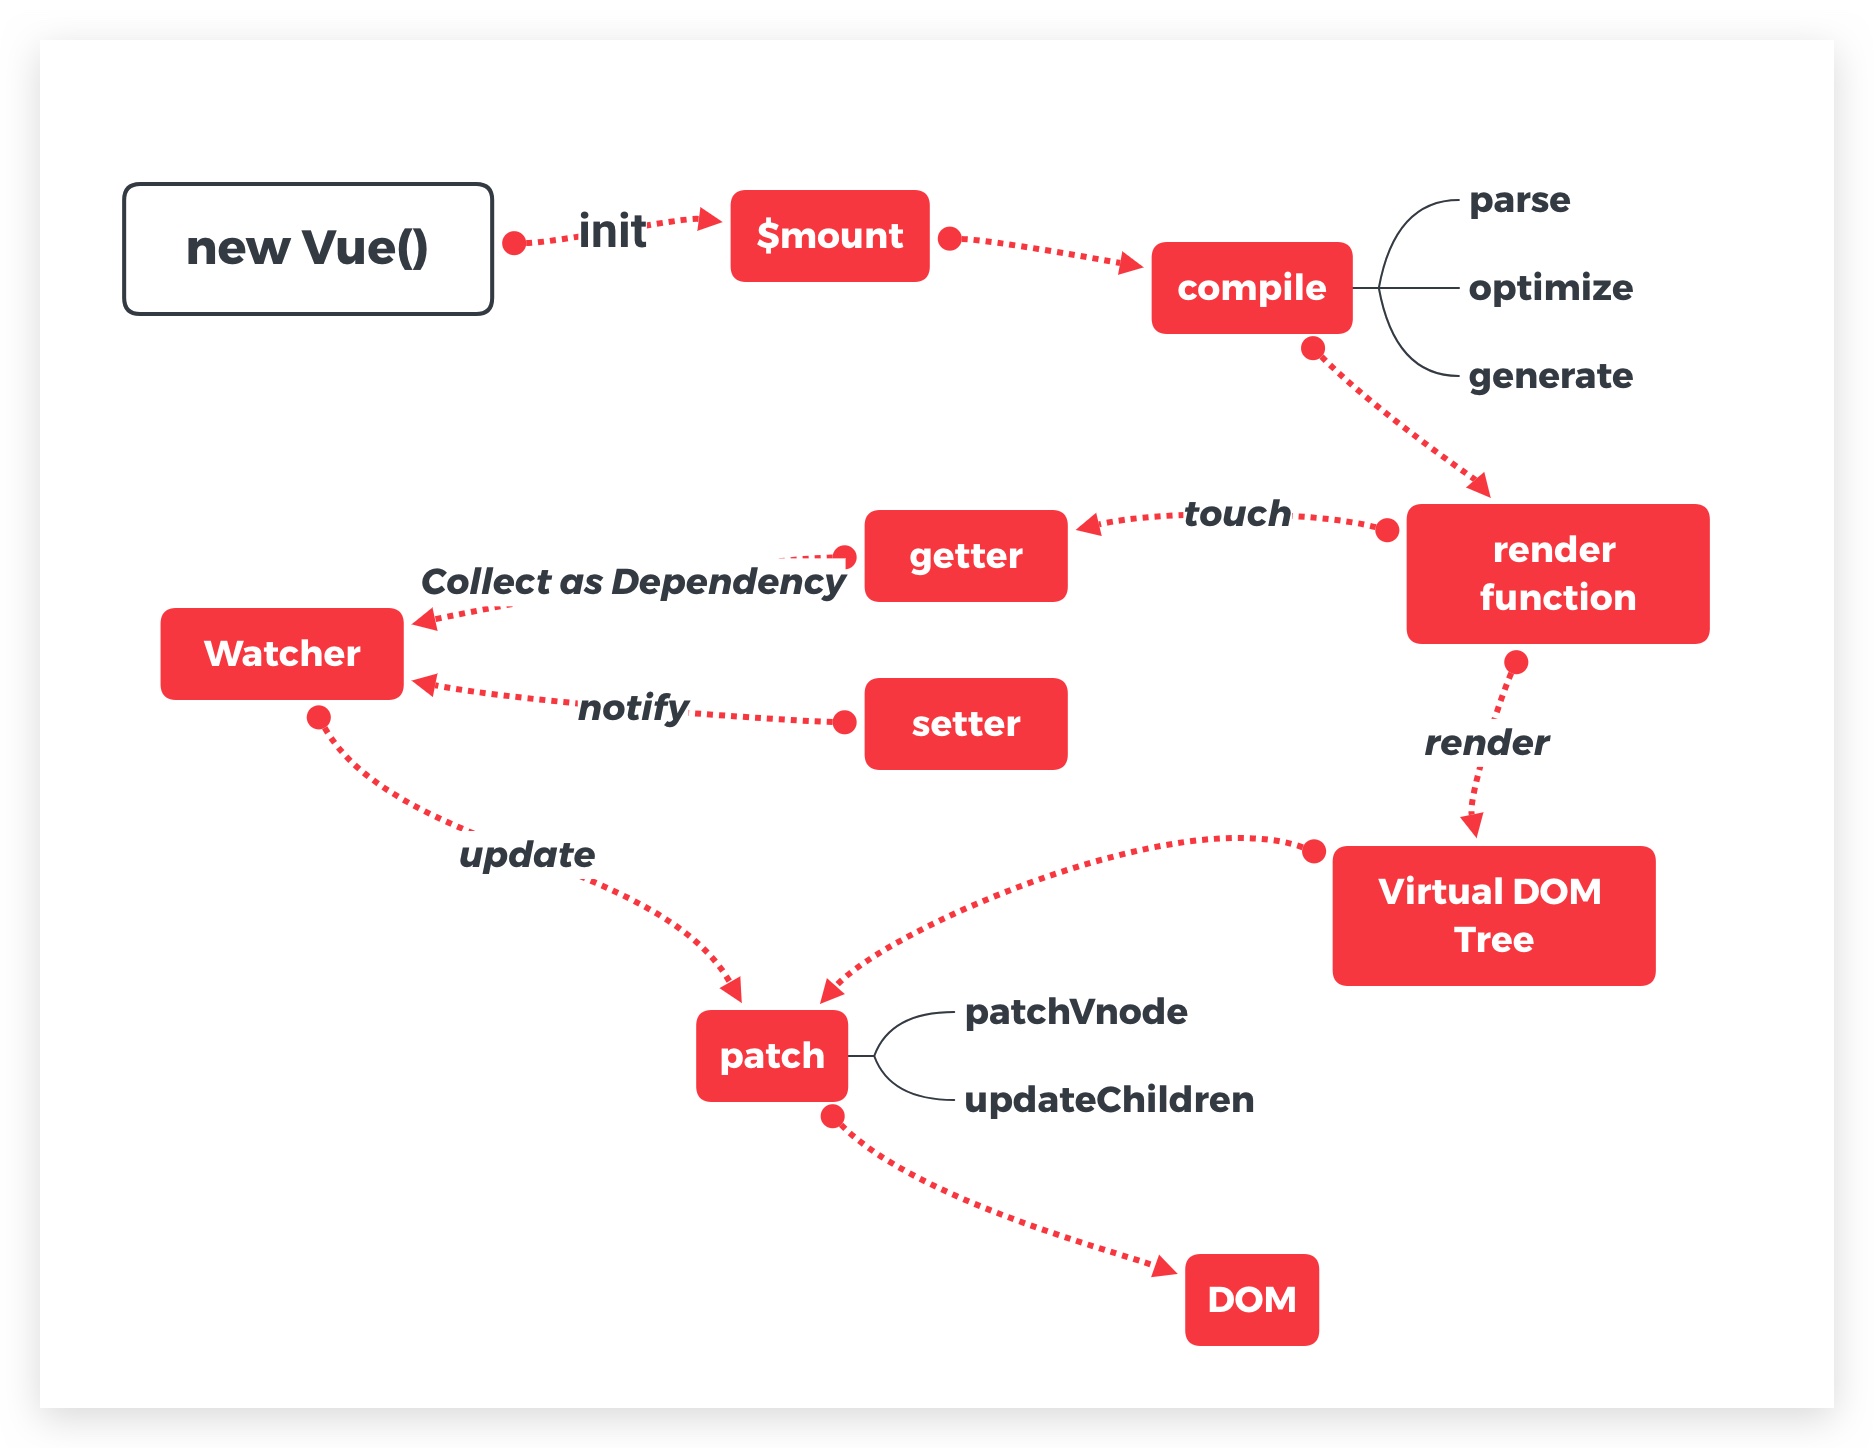 new Vue()
init
$mount
compile
parse
optimize
generate
touch
render
function
getter
Collect as Dependency
Watcher
notify
setter
render
update
Virtual DOM
Tree
patch
patchVnode
updateChildren
DOM